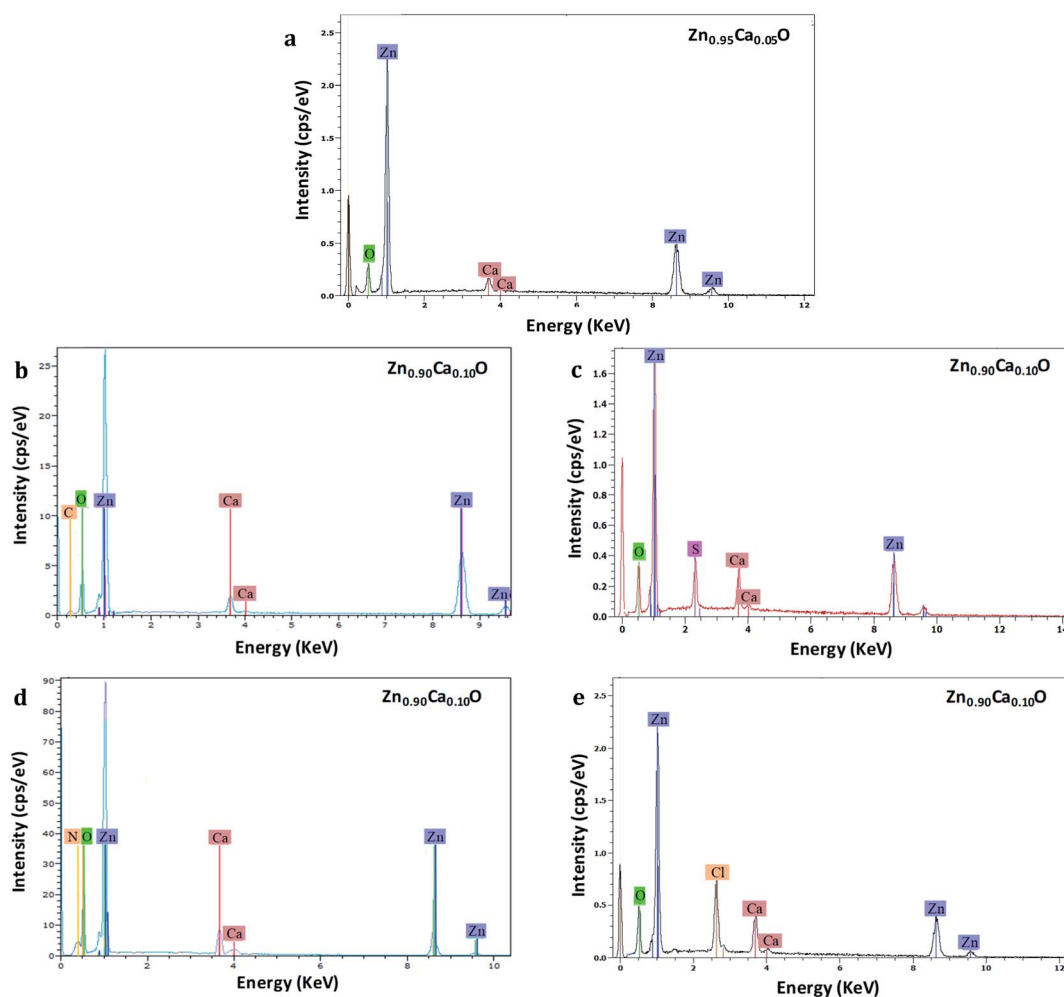 a
Zn0.95Ca0.05O
Zn
O
Ca
Ca
Zn
Zn
Intensity (cps/eV)
2.5
2.0
1.5
1.0
0.5
0.0
0 2 4 6 8 10 12
Energy (KeV)
b
Zn0.90Ca0.10O
C
O
Zn
Ca
Ca
Zn
Zn
Intensity (cps/eV)
25
20
15
10
5
0
0 1 2 3 4 5 6 7 8 9
Energy (KeV)
c
Zn0.90Ca0.10O
Zn
O
S
Ca
Ca
Zn
Intensity (cps/eV)
1.6
1.4
1.2
1.0
0.8
0.6
0.4
0.2
0.0
0 2 4 6 8 10 12 14
Energy (KeV)
d
Zn0.90Ca0.10O
N
O
Zn
Ca
Ca
Zn
Zn
Intensity (cps/eV)
90
80
70
60
50
40
30
20
10
0
0 2 4 6 8 10
Energy (KeV)
e
Zn0.90Ca0.10O
Zn
O
Cl
Ca
Ca
Zn
Zn
Intensity (cps/eV)
2.5
2.0
1.5
1.0
0.5
0.0
0 2 4 6 8 10 12
Energy (KeV)